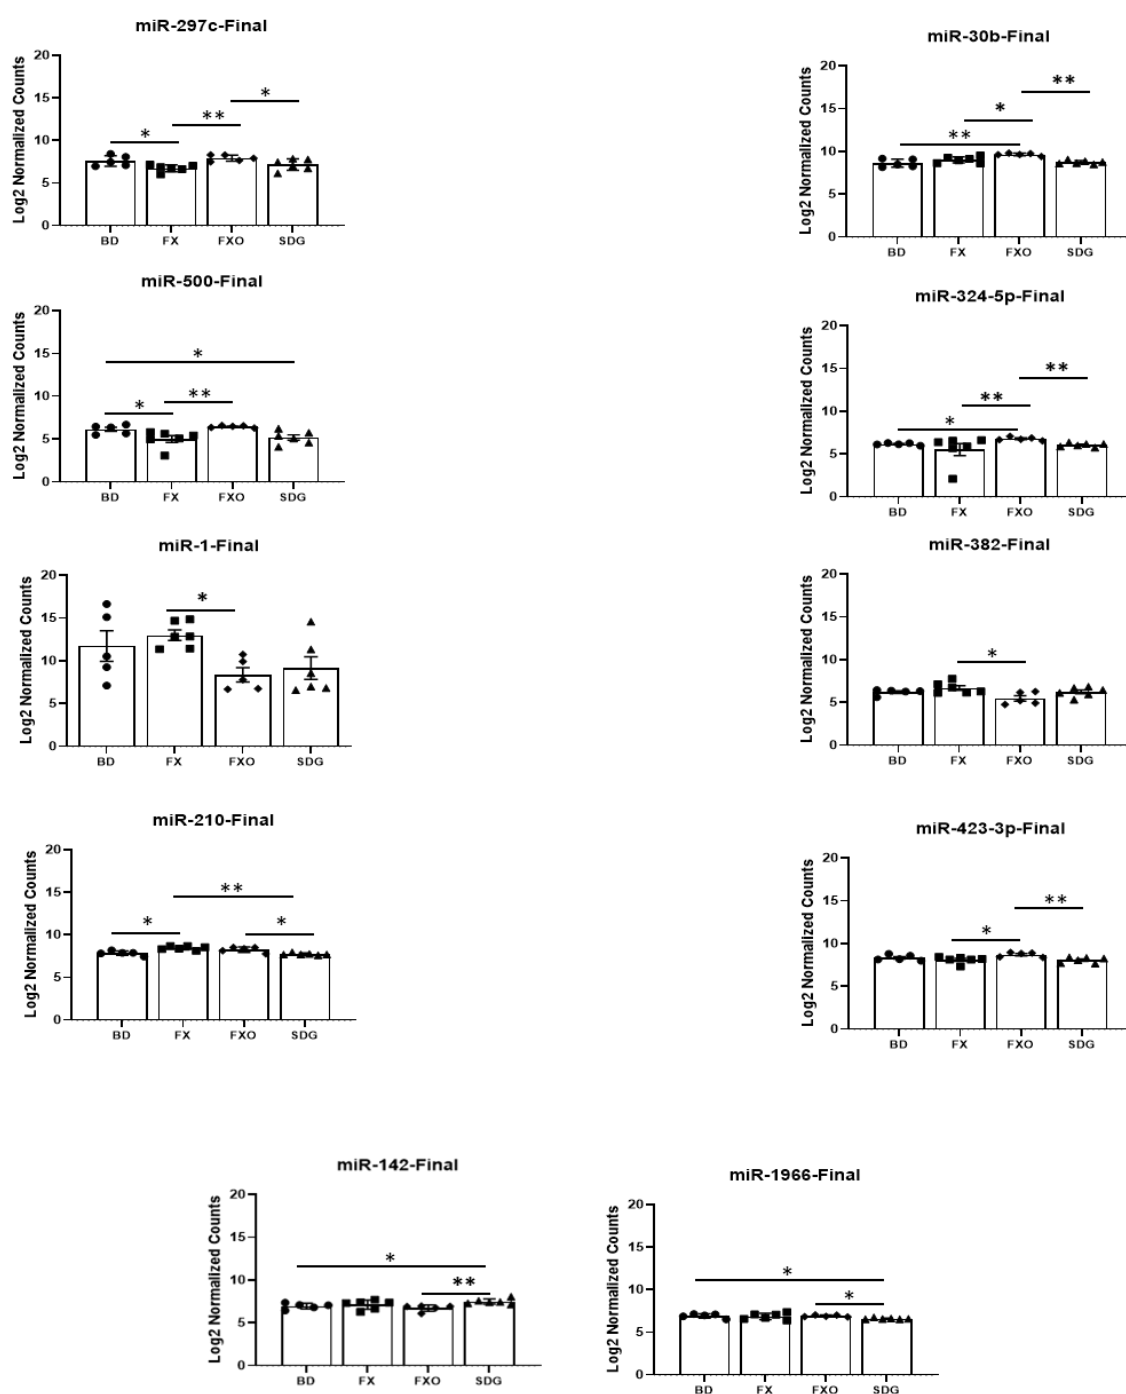 miR-297c-Final
Log2 Normalized Counts
20
15
10
5
0
*
**
*
BD FX FXO SDG
miR-30b-Final
Log2 Normalized Counts
20
15
10
5
0
**
*
**
BD FX FXO SDG
miR-500-Final
Log2 Normalized Counts
20
15
10
5
0
*
*
**
BD FX FXO SDG
miR-324-5p-Final
Log2 Normalized Counts
20
15
10
5
0
**
**
*
BD FX FXO SDG
miR-1-Final
Log2 Normalized Counts
20
15
10
5
0
*
BD FX FXO SDG
miR-382-Final
Log2 Normalized Counts
20
15
10
5
0
*
BD FX FXO SDG
miR-210-Final
Log2 Normalized Counts
20
15
10
5
0
**
* *
BD FX FXO SDG
miR-423-3p-Final
Log2 Normalized Counts
20
15
10
5
0
**
*
BD FX FXO SDG
miR-142-Final
Log2 Normalized Counts
20
15
10
5
0
*
**
BD FX FXO SDG
miR-1966-Final
Log2 Normalized Counts
20
15
10
5
0
*
*
BD FX FXO SDG